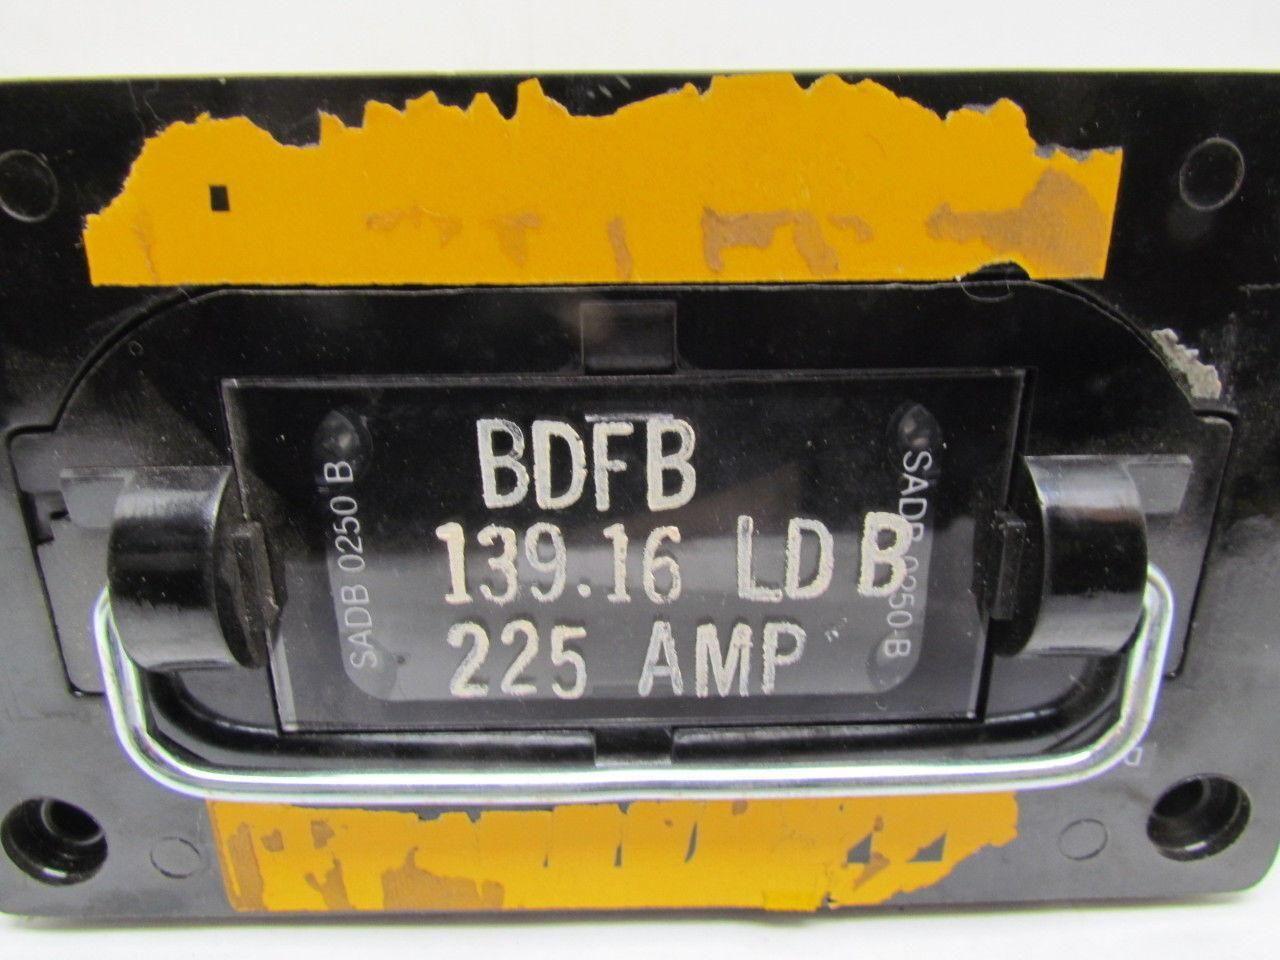 BDFB
139.16 LD B
225 AMP
SADB 0250 B
SADB 0250-B